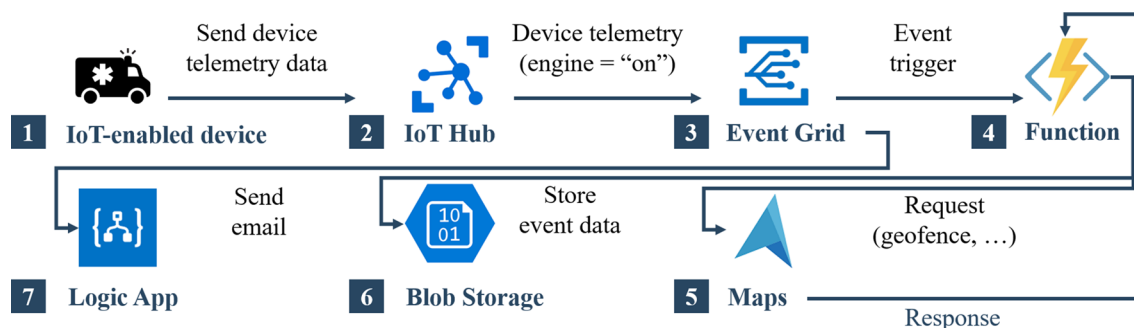 Send device
telemetry data
Device telemetry
(engine = “on”)
Event
trigger
1 IoT-enabled device
2 IoT Hub
3 Event Grid
4 Function
Send
email
10
01
Store
event data
Request
(geofence, …)
7 Logic App
6 Blob Storage
5 Maps
Response